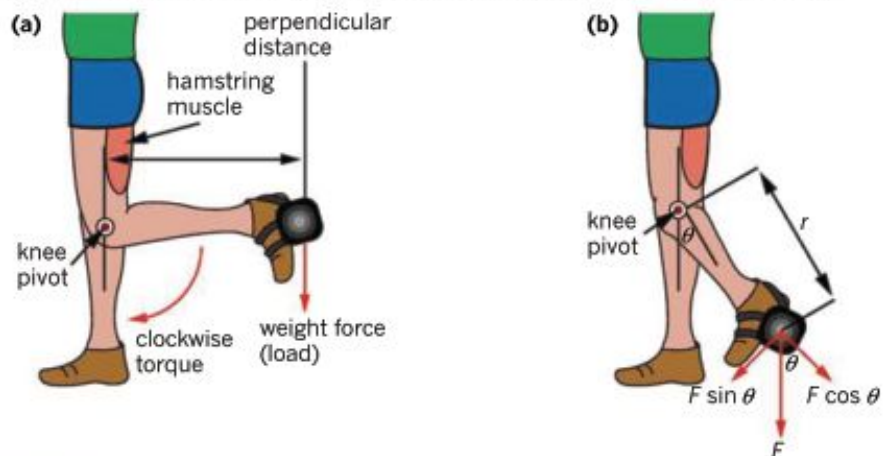 (a)
perpendicular
distance
hamstring
muscle
knee
pivot
clockwise
torque
weight force
(load)
(b)
knee
pivot
θ
r
θ
F sin θ
F cos θ
F